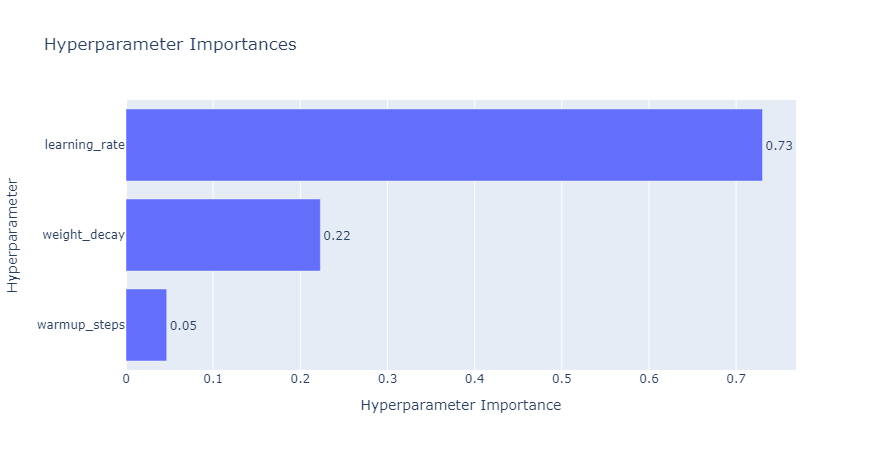 Hyperparameter Importances
Hyperparameter
learning_rate
0.73
weight_decay
0.22
warmup_steps
0.05
0 0.1 0.2 0.3 0.4 0.5 0.6 0.7
Hyperparameter Importance